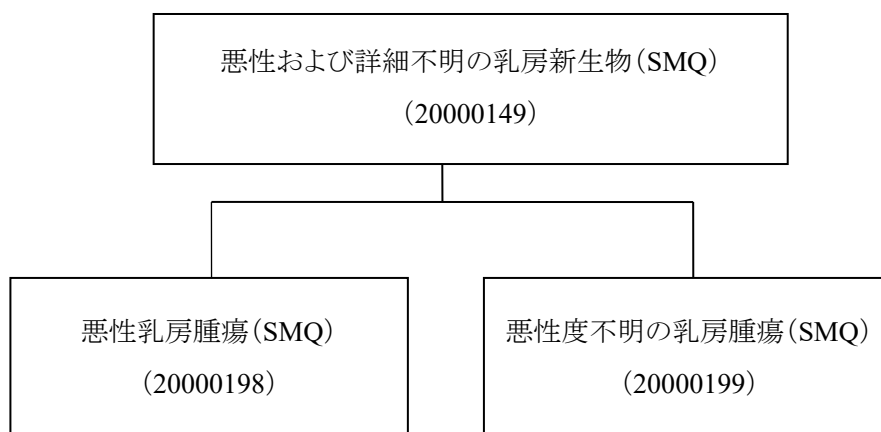 悪性および詳細不明の乳房新生物（SMQ）
（20000149）
悪性乳房腫瘍（SMQ）
（20000198）
悪性度不明の乳房腫瘍（SMQ）
（20000199）